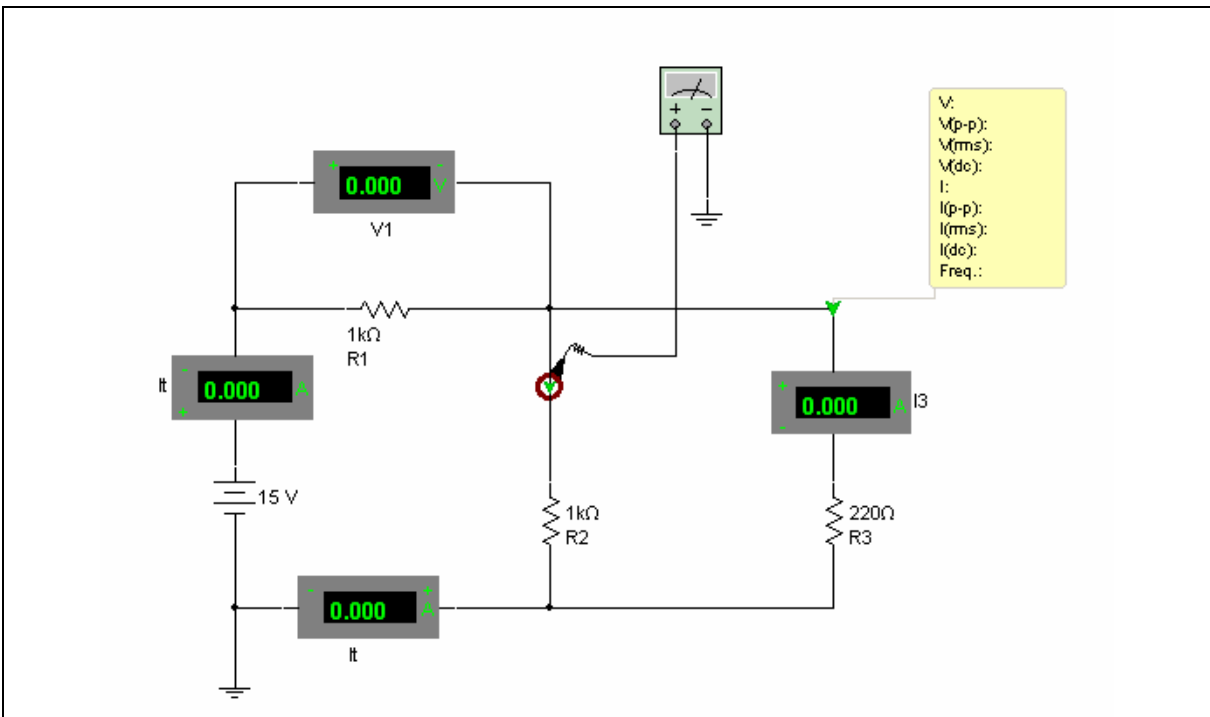 + -
V:
V(p-p):
V(rms):
V(dc):
I:
I(p-p):
I(rms):
I(dc):
Freq.:
+ 0.000 - V
V1
1kΩ
R1
It
- 0.000 A +
+ 0.000 A -
I3
15 V
1kΩ
R2
220Ω
R3
- 0.000 + A
It